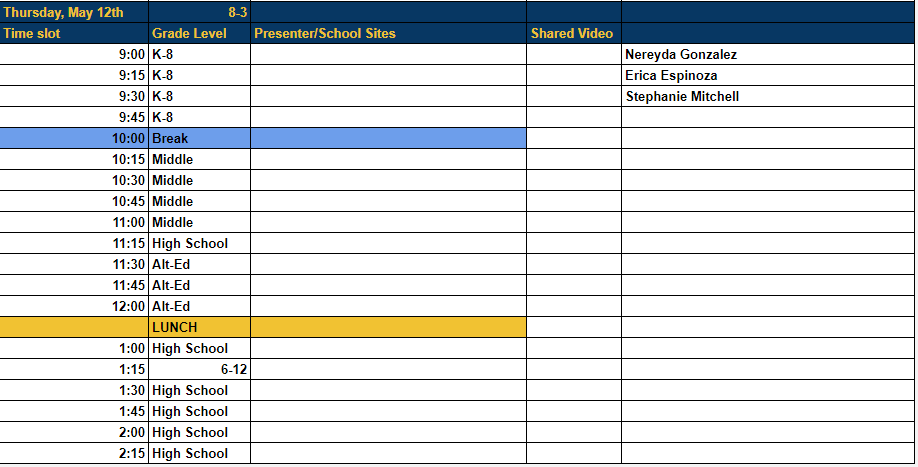 Thursday, May 12th 8-3
Time slot Grade Level Presenter/School Sites Shared Video
9:00 K-8 Nereyda Gonzalez
9:15 K-8 Erica Espinoza
9:30 K-8 Stephanie Mitchell
9:45 K-8
10:00 Break
10:15 Middle
10:30 Middle
10:45 Middle
11:00 Middle
11:15 High School
11:30 Alt-Ed
11:45 Alt-Ed
12:00 Alt-Ed
LUNCH
1:00 High School
1:15 6-12
1:30 High School
1:45 High School
2:00 High School
2:15 High School